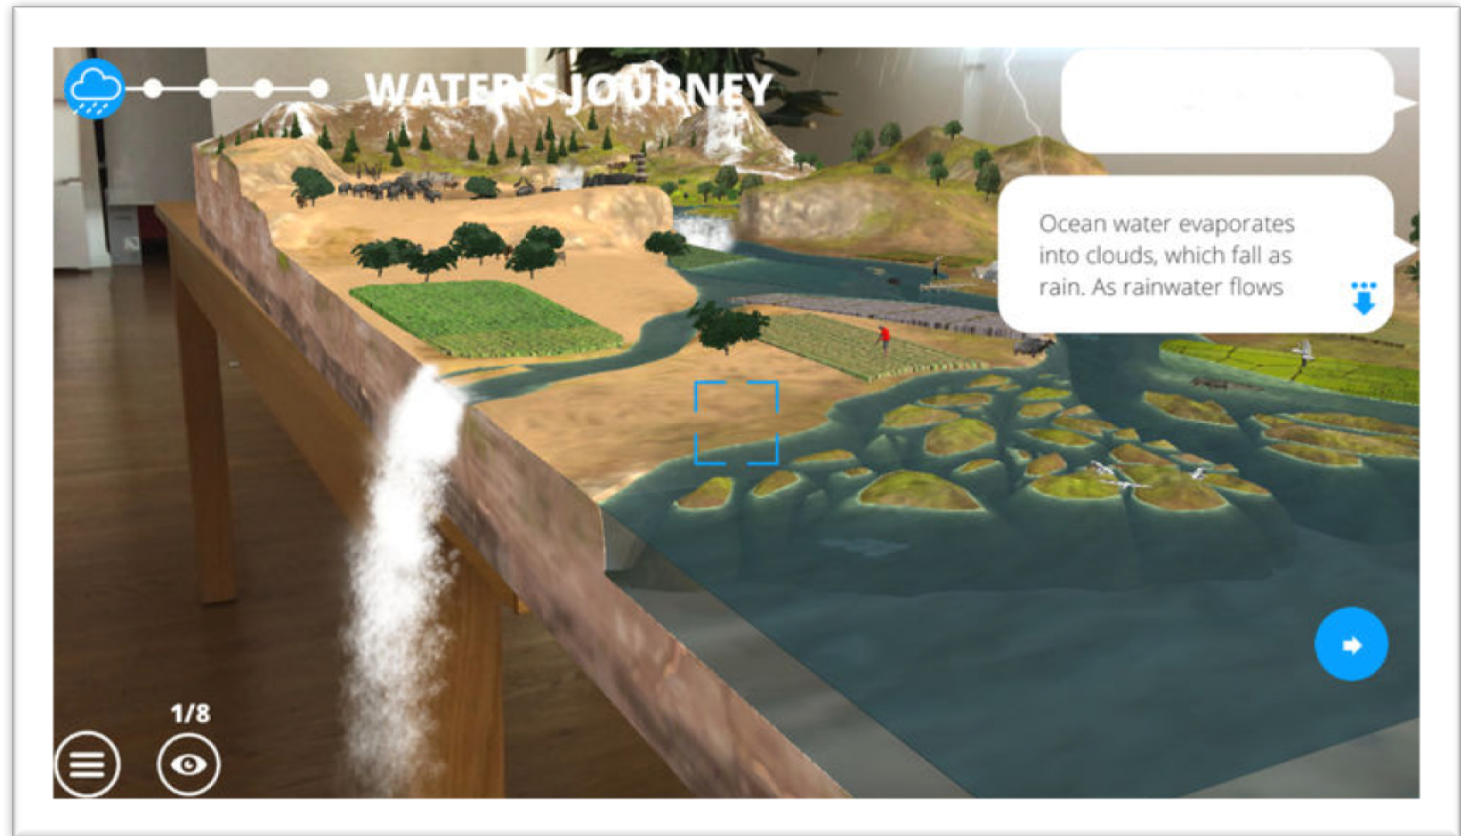 WATER'S JOURNEY
Ocean water evaporates
into clouds, which fall as
rain. As rainwater flows
1/8